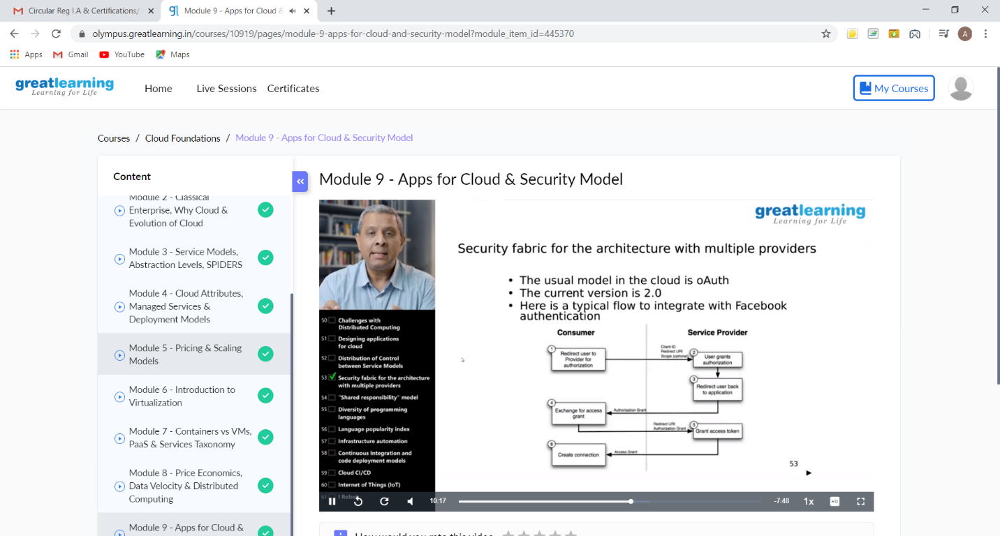 Circular Reg I.A & Certifications/
Module 9 - Apps for Cloud &
olympus.greatlearning.in/courses/10919/pages/module-9-apps-for-cloud-and-security-model?module_item_id=445370
A
Apps
Gmail
YouTube
Maps
greatlearning
Learning for Life
Home
Live Sessions
Certificates
My Courses
Courses / Cloud Foundations / Module 9 - Apps for Cloud & Security Model
Content
Module 2 - Classical
Enterprise, Why Cloud &
Evolution of Cloud
Module 3 - Service Models,
Abstraction Levels, SPIDERS
Module 4 - Cloud Attributes,
Managed Services &
Deployment Models
Module 5 - Pricing & Scaling
Models
Module 6 - Introduction to
Virtualization
Module 7 - Containers vs VMs,
PaaS & Services Taxonomy
Module 8 - Price Economics,
Data Velocity & Distributed
Computing
Module 9 - Apps for Cloud &
«
Module 9 - Apps for Cloud & Security Model
greatlearning
Learning for Life
50 Challenges with
Distributed Computing
51 Designing applications
for cloud
52 Distribution of Control
between Service Models
53 Security fabric for the architecture
with multiple providers
54 "Shared responsibility" model
55 Diversity of programming
languages
56 Language popularity index
57 Infrastructure automation
58 Continuous Integration and
code deployment models
59 Cloud CI/CD
60 Internet of Things (IoT)
61 I Robot
Security fabric for the architecture with multiple providers
• The usual model in the cloud is oAuth
• The current version is 2.0
• Here is a typical flow to integrate with Facebook
authentication
Consumer
Service Provider
1
Redirect user to
Provider for
authorization
Client ID
Redirect URI
Scope (optional)
2
User grants
authorization
3
Redirect user back
to application
4
Exchange for access
grant
Authorization Grant
Redirect URI
Authorization Grant
5
Grant access token
6
Create connection
Access Grant
53
10:17
-7:48
1x
HD
How would you rate this video